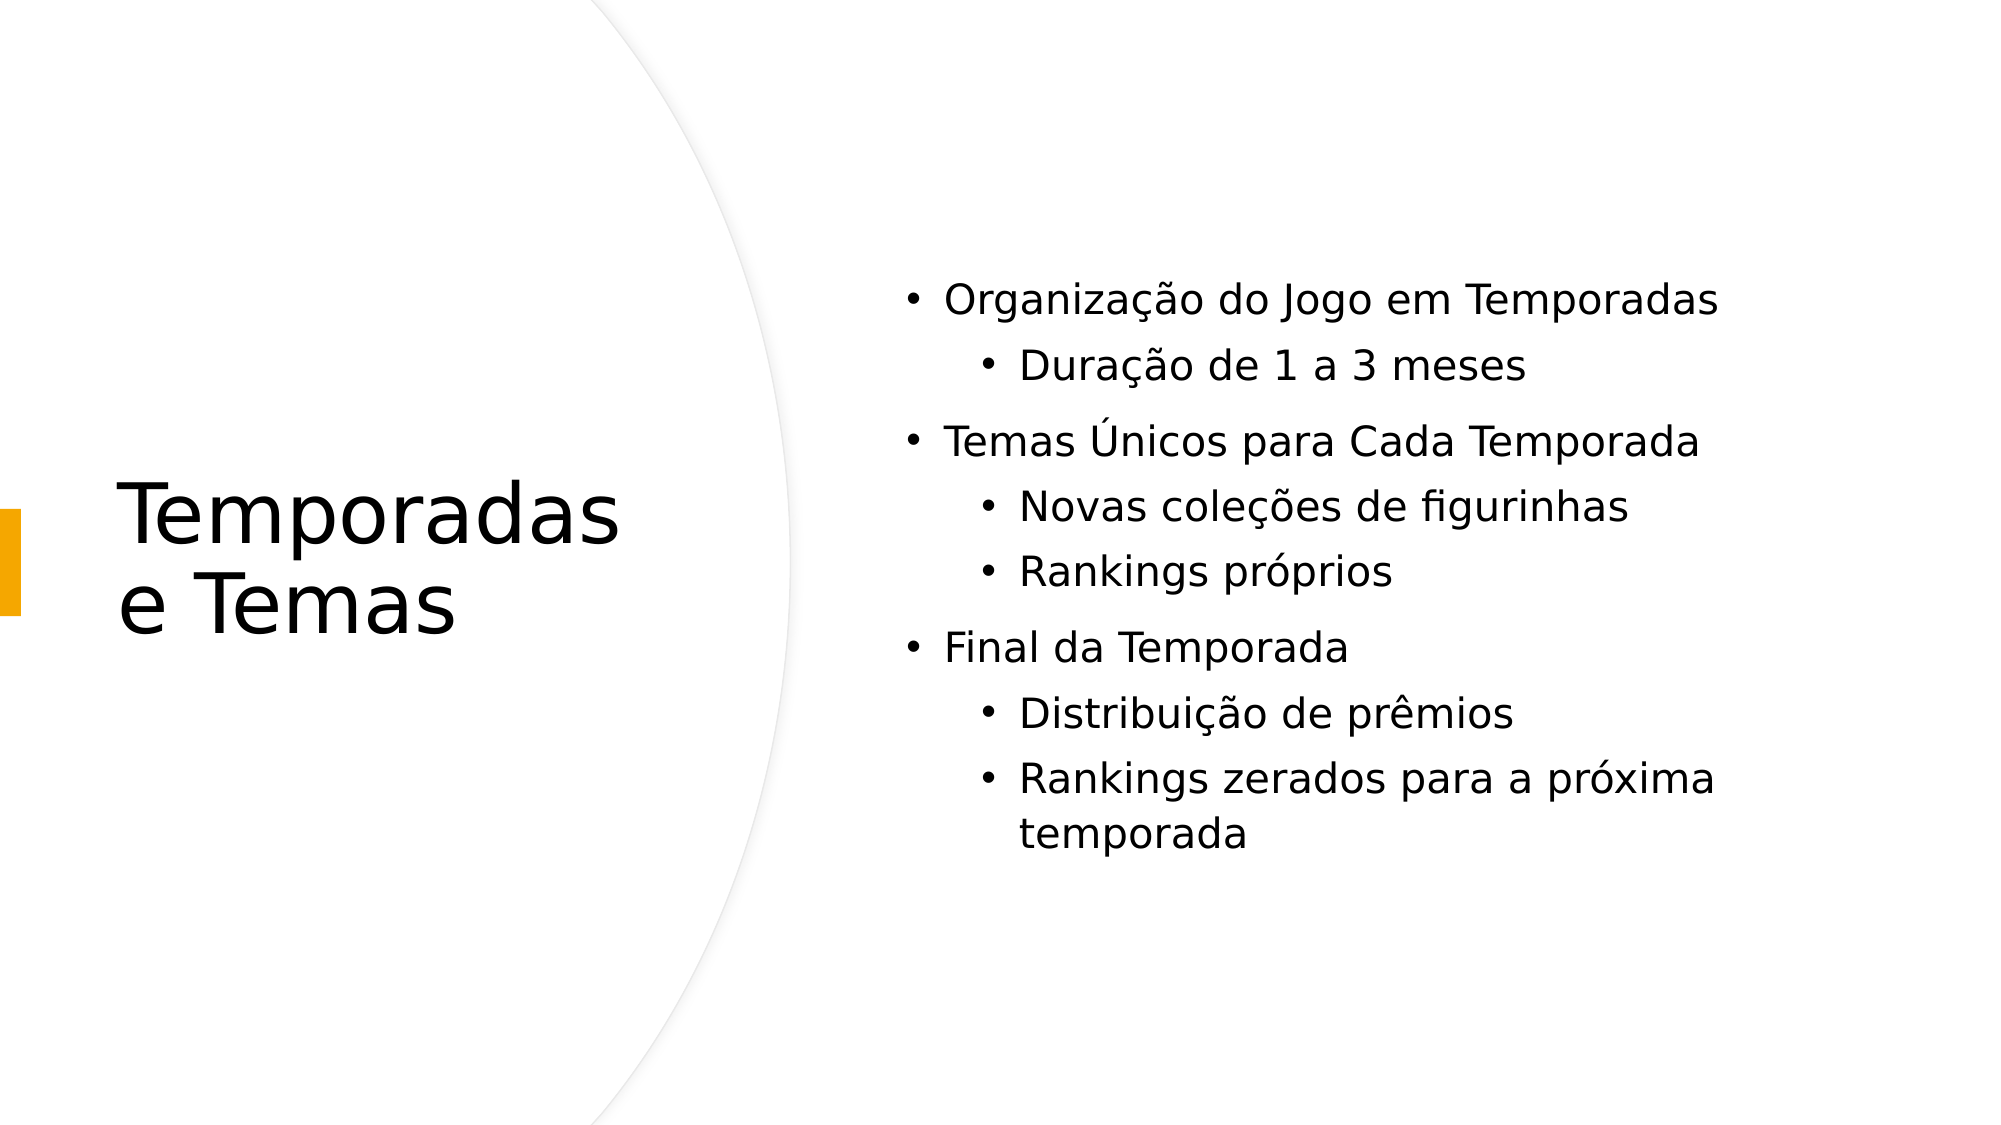 Temporadas
e Temas
• Organização do Jogo em Temporadas
• Duração de 1 a 3 meses
• Temas Únicos para Cada Temporada
• Novas coleções de figurinhas
• Rankings próprios
• Final da Temporada
• Distribuição de prêmios
• Rankings zerados para a próxima
temporada